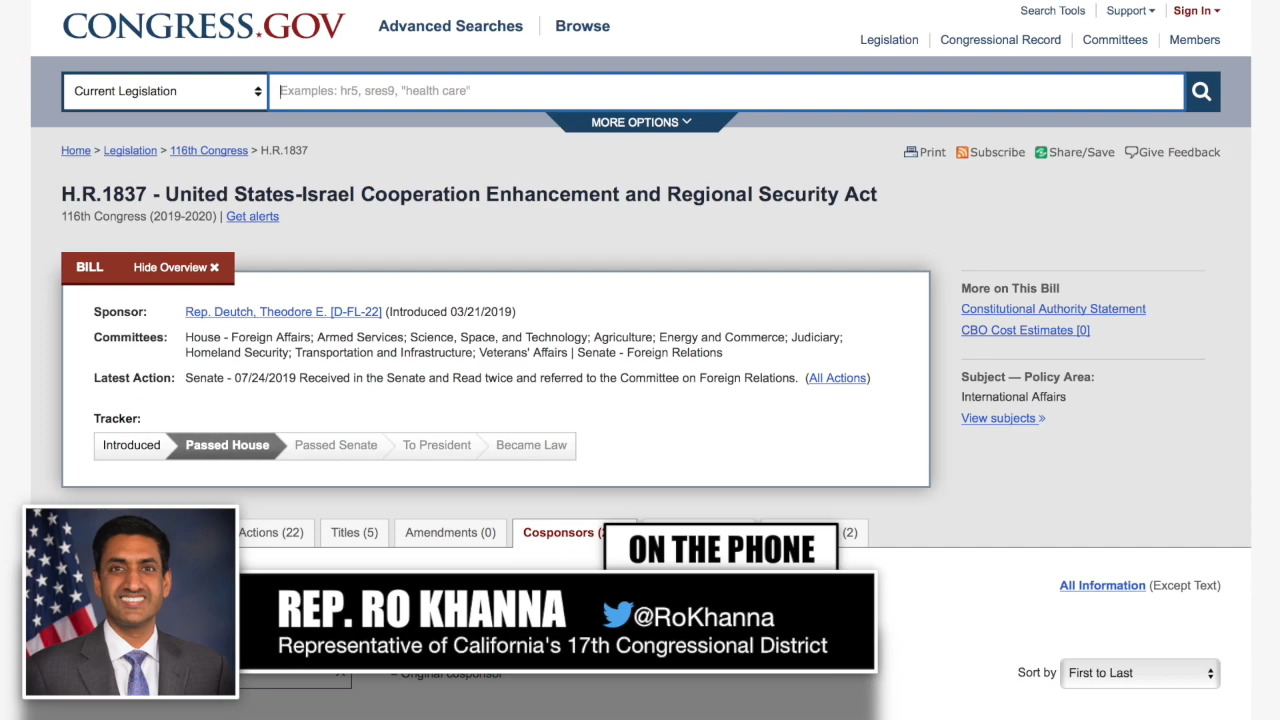 CONGRESS.GOV
Advanced Searches
Browse
Search Tools
Support
Sign In
Legislation
Congressional Record
Committees
Members
Current Legislation
Examples: hr5, sres9, "health care"
MORE OPTIONS
Home > Legislation > 116th Congress > H.R.1837
Print
Subscribe
Share/Save
Give Feedback
H.R.1837 - United States-Israel Cooperation Enhancement and Regional Security Act
116th Congress (2019-2020) | Get alerts
BILL
Hide Overview ✖
Sponsor: Rep. Deutch, Theodore E. [D-FL-22] (Introduced 03/21/2019)
Committees: House - Foreign Affairs; Armed Services; Science, Space, and Technology; Agriculture; Energy and Commerce; Judiciary;
Homeland Security; Transportation and Infrastructure; Veterans' Affairs | Senate - Foreign Relations
Latest Action: Senate - 07/24/2019 Received in the Senate and Read twice and referred to the Committee on Foreign Relations. (All Actions)
Tracker:
Introduced
Passed House
Passed Senate
To President
Became Law
More on This Bill
Constitutional Authority Statement
CBO Cost Estimates [0]
Subject — Policy Area:
International Affairs
View subjects »
Actions (22)
Titles (5)
Amendments (0)
Cosponsors
(2)
ON THE PHONE
All Information (Except Text)
REP. RO KHANNA
@RoKhanna
Representative of California's 17th Congressional District
Sort by
First to Last